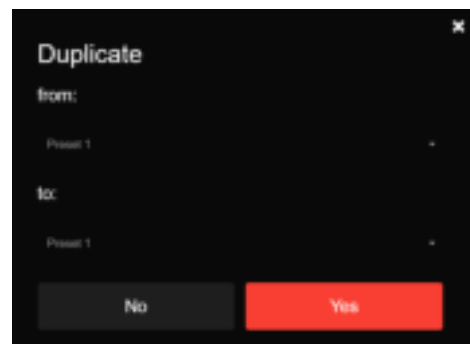 Duplicate
from:
Preset 1
to:
Preset 1
No
Yes